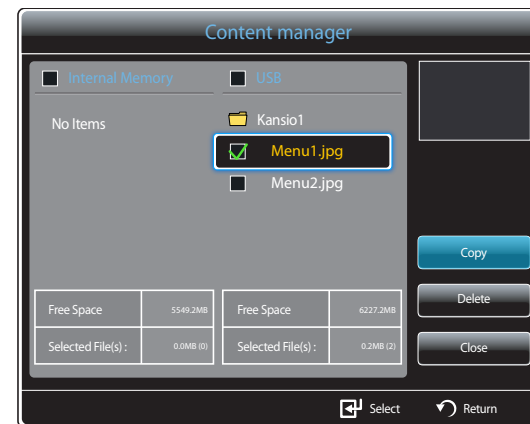 Content manager
Internal Memory
USB
No Items
Kansio1
Menu1.jpg
Menu2.jpg
Copy
Free Space 5549.2MB Free Space 6227.2MB
Delete
Selected File(s) : 0.0MB (0) Selected File(s) : 0.2MB (2)
Close
Select Return